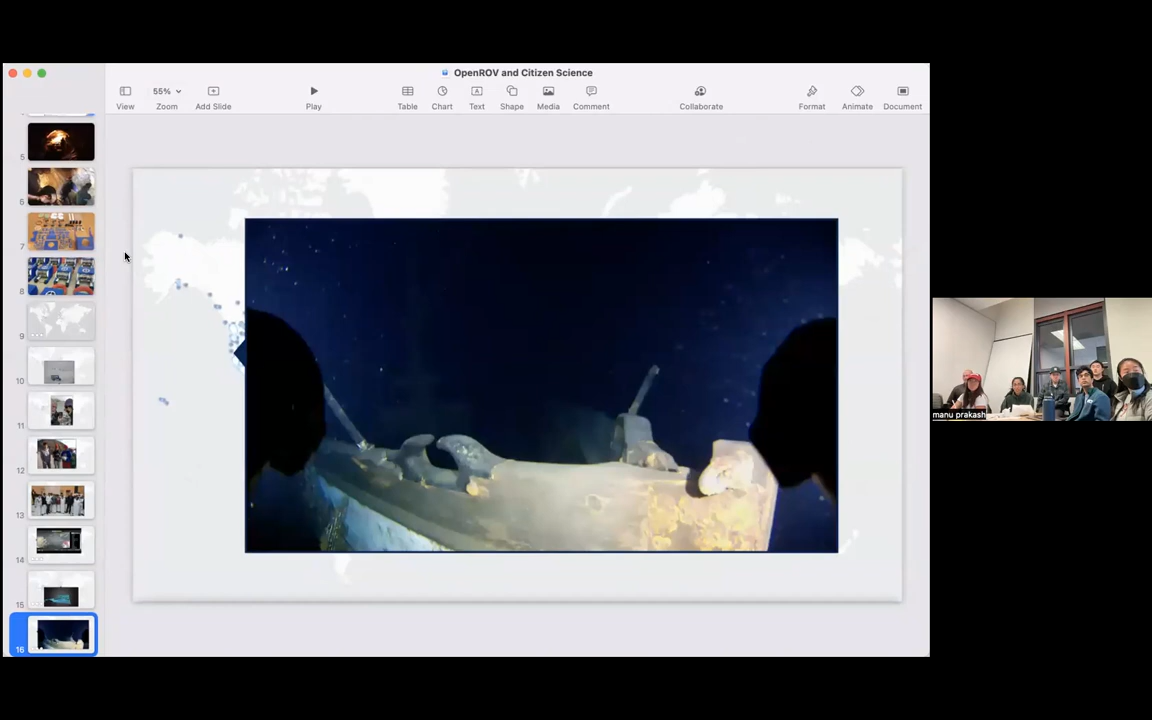 OpenROV and Citizen Science
55%
View
Zoom
Add Slide
Play
Table
Chart
Text
Shape
Media
Comment
Collaborate
Format
Animate
Document
5
6
7
8
9
10
11
12
13
14
15
16
manu prakash